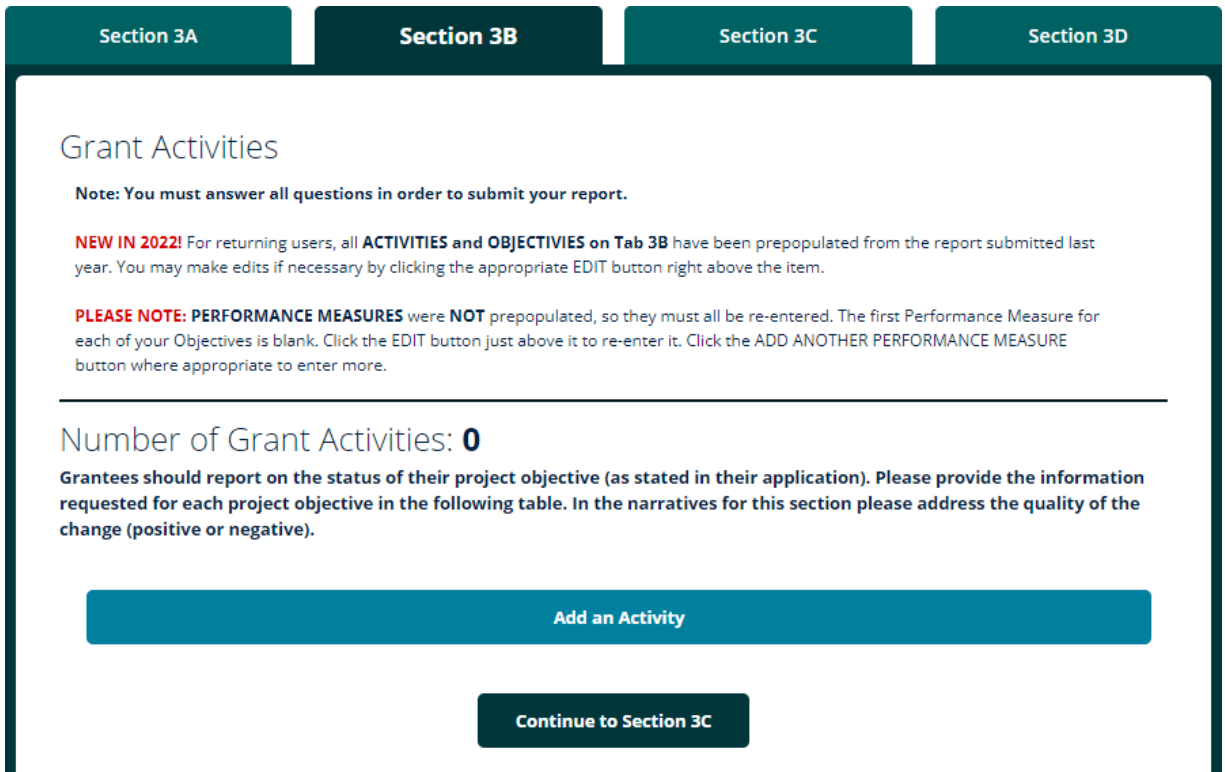 Section 3A
Section 3B
Section 3C
Section 3D
Grant Activities
Note: You must answer all questions in order to submit your report.
NEW IN 2022! For returning users, all ACTIVITIES and OBJECTIVIES on Tab 3B have been prepopulated from the report submitted last
year. You may make edits if necessary by clicking the appropriate EDIT button right above the item.
PLEASE NOTE: PERFORMANCE MEASURES were NOT prepopulated, so they must all be re-entered. The first Performance Measure for
each of your Objectives is blank. Click the EDIT button just above it to re-enter it. Click the ADD ANOTHER PERFORMANCE MEASURE
button where appropriate to enter more.
Number of Grant Activities: 0
Grantees should report on the status of their project objective (as stated in their application). Please provide the information
requested for each project objective in the following table. In the narratives for this section please address the quality of the
change (positive or negative).
Add an Activity
Continue to Section 3C